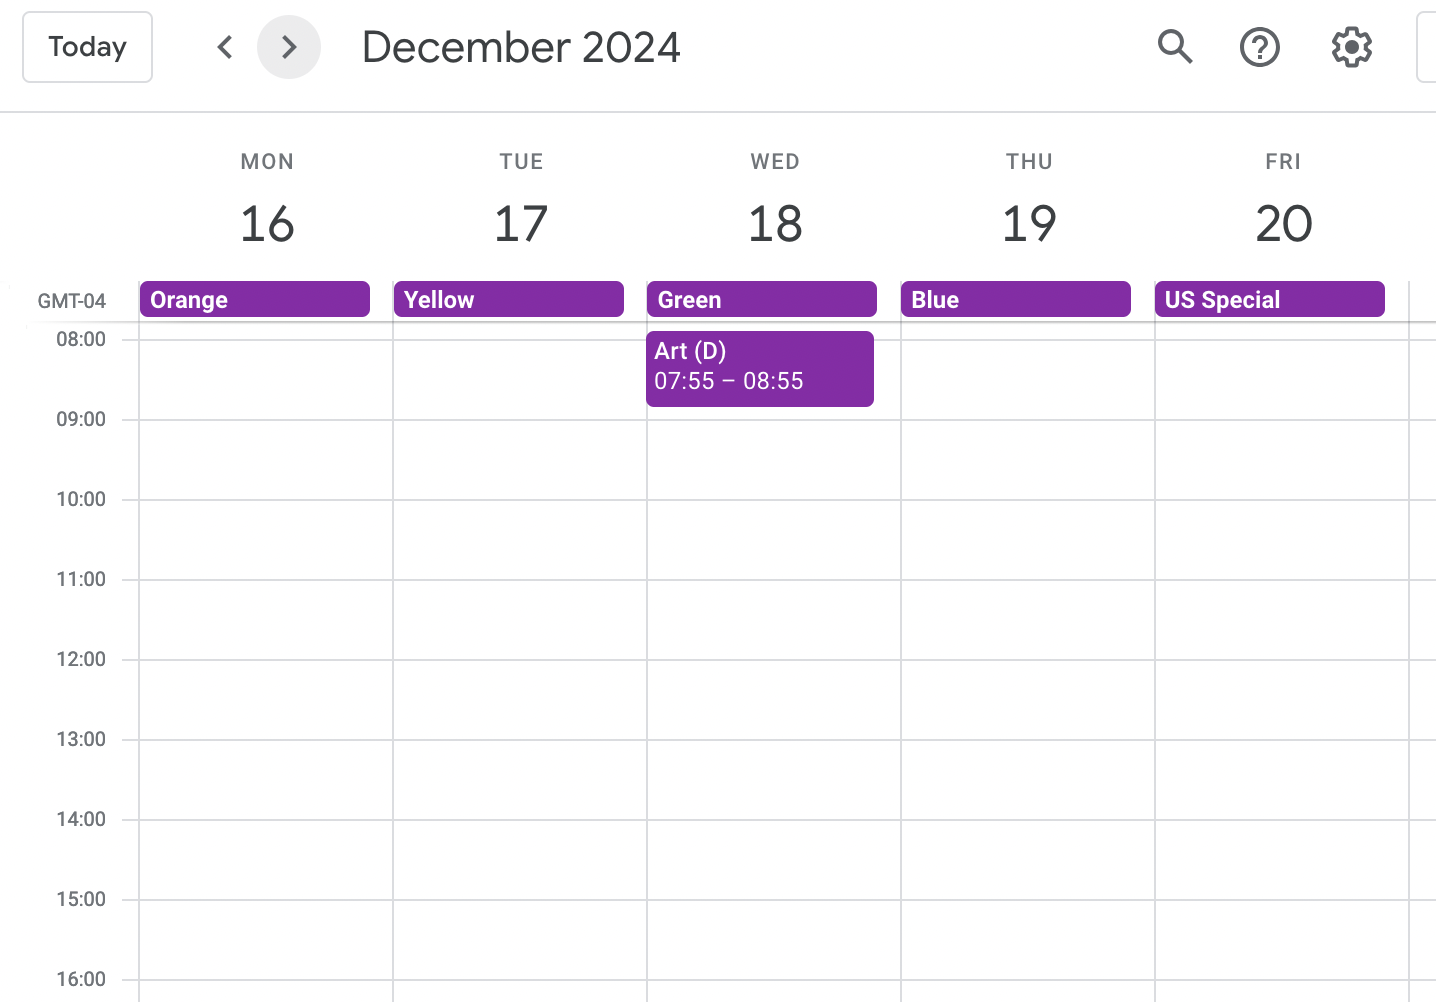 Today
December 2024
MON TUE WED THU FRI
16 17 18 19 20
GMT-04 Orange Yellow Green Blue US Special
08:00
Art (D)
07:55 – 08:55
09:00
10:00
11:00
12:00
13:00
14:00
15:00
16:00